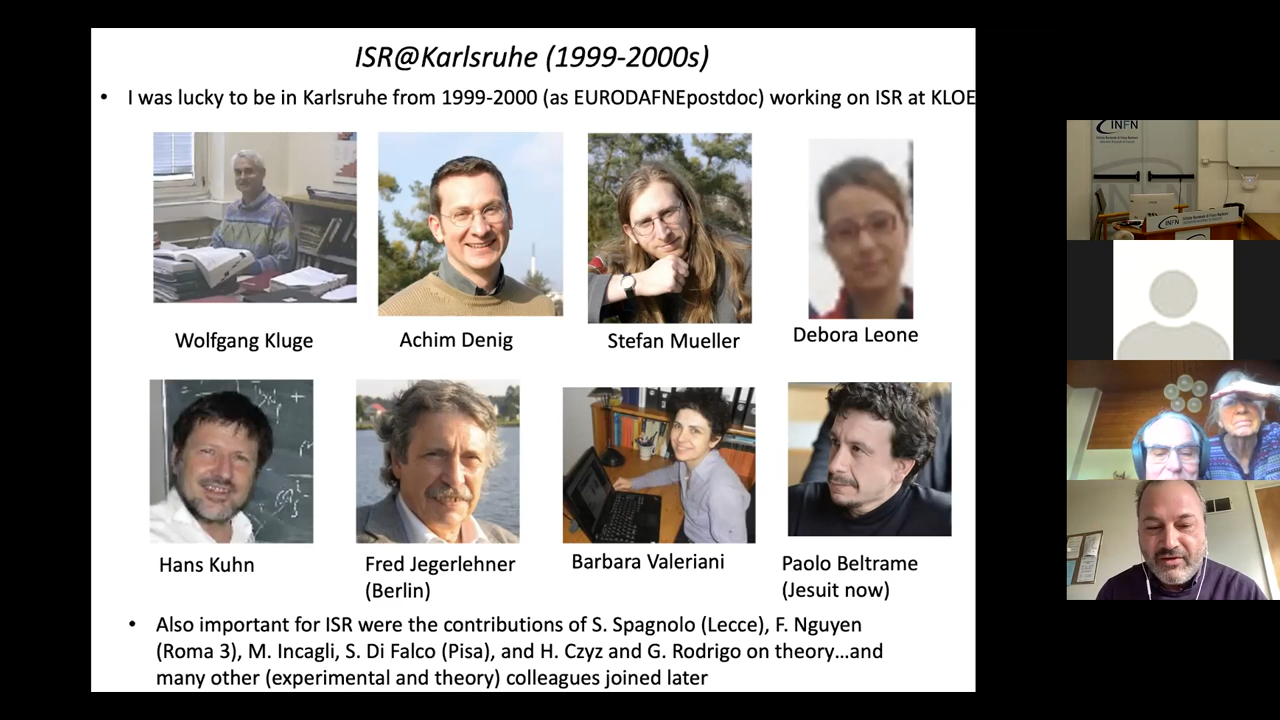 ISR@Karlsruhe (1999-2000s)
• I was lucky to be in Karlsruhe from 1999-2000 (as EURODAFNEpostdoc) working on ISR at KLOE
Wolfgang Kluge
Achim Denig
Stefan Mueller
Debora Leone
Hans Kuhn
Fred Jegerlehner
(Berlin)
Barbara Valeriani
Paolo Beltrame
(Jesuit now)
• Also important for ISR were the contributions of S. Spagnolo (Lecce), F. Nguyen
(Roma 3), M. Incagli, S. Di Falco (Pisa), and H. Czyz and G. Rodrigo on theory...and
many other (experimental and theory) colleagues joined later
INFN
INFN